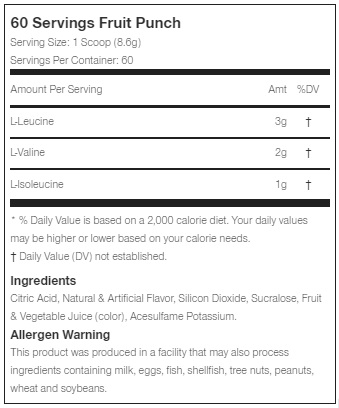 60 Servings Fruit Punch
Serving Size: 1 Scoop (8.6g)
Servings Per Container: 60
Amount Per Serving Amt %DV
L-Leucine 3g †
L-Valine 2g †
L-Isoleucine 1g †
* % Daily Value is based on a 2,000 calorie diet. Your daily values
may be higher or lower based on your calorie needs.
† Daily Value (DV) not established.
Ingredients
Citric Acid, Natural & Artificial Flavor, Silicon Dioxide, Sucralose, Fruit
& Vegetable Juice (color), Acesulfame Potassium.
Allergen Warning
This product was produced in a facility that may also process
ingredients containing milk, eggs, fish, shellfish, tree nuts, peanuts,
wheat and soybeans.